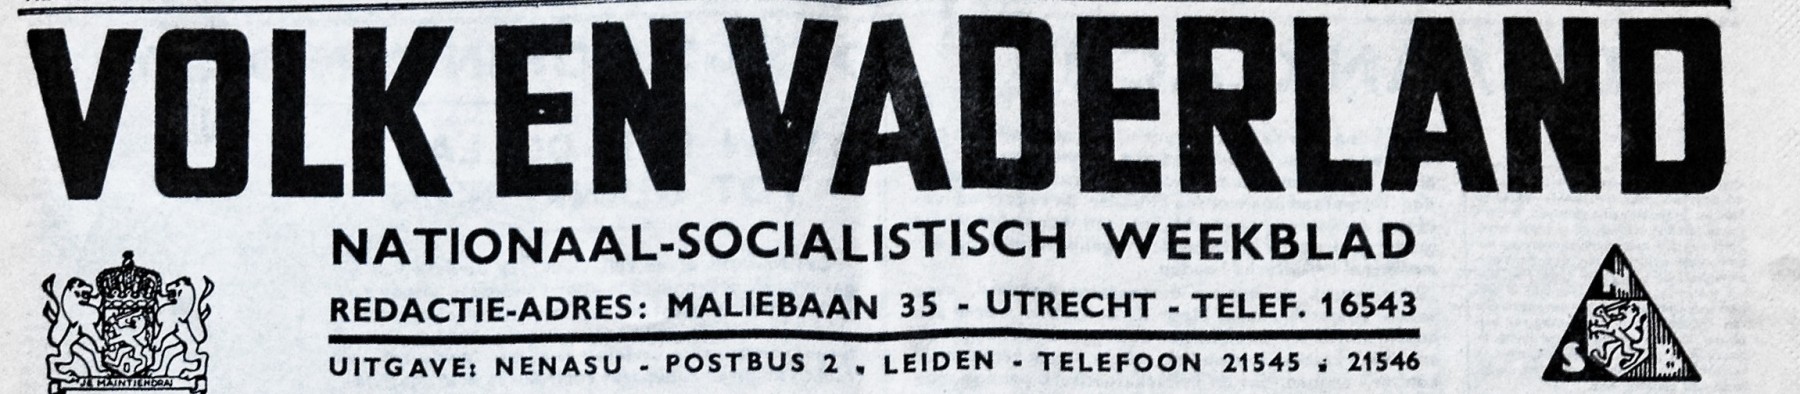 VOLK EN VADERLAND
NATIONAAL-SOCIALISTISCH WEEKBLAD
REDACTIE-ADRES: MALIEBAAN 35 - UTRECHT - TELEF. 16543
UITGAVE: NENASU - POSTBUS 2, LEIDEN - TELEFOON 21545 ; 21546
JE MAINTIENDRAI
S